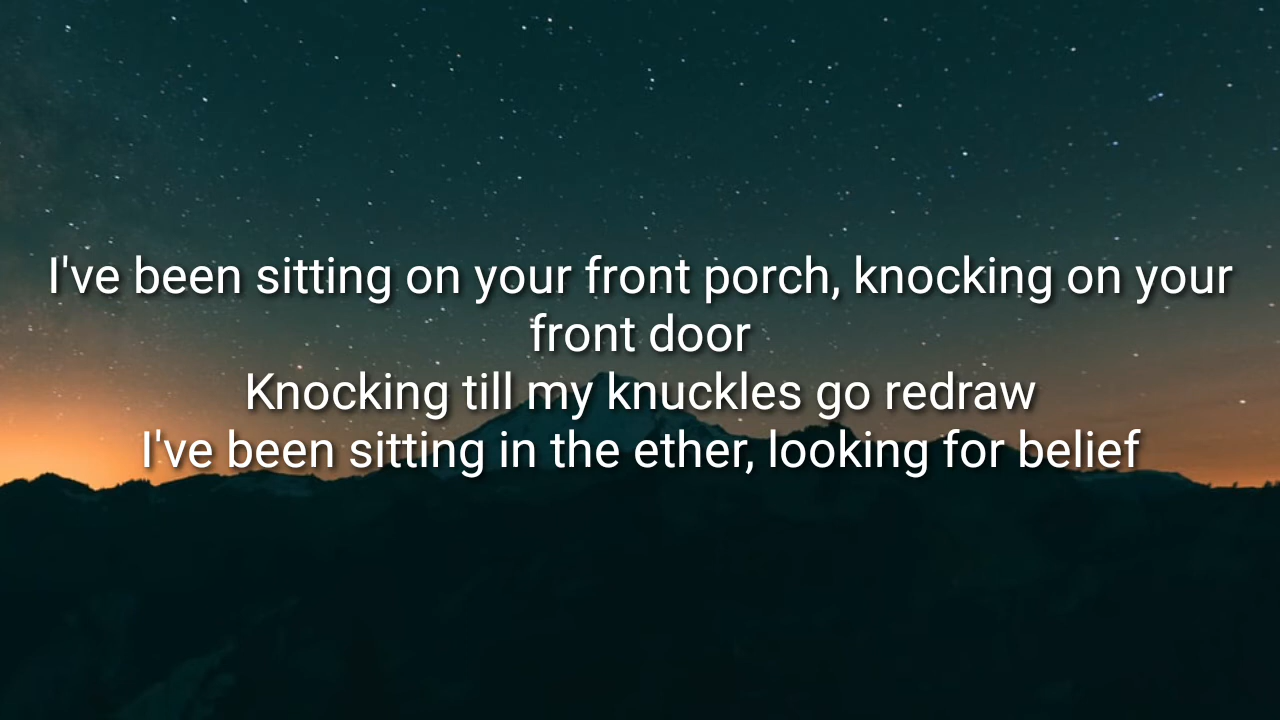 I've been sitting on your front porch, knocking on your
front door
Knocking till my knuckles go redraw
I've been sitting in the ether, looking for belief